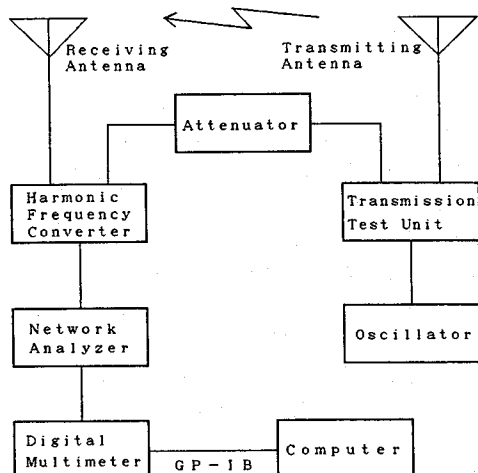 Receiving
Antenna
Transmitting
Antenna
Attenuator
Harmonic
Frequency
Converter
Transmission
Test Unit
Network
Analyzer
Oscillator
Digital
Multimeter
GP-IB
Computer